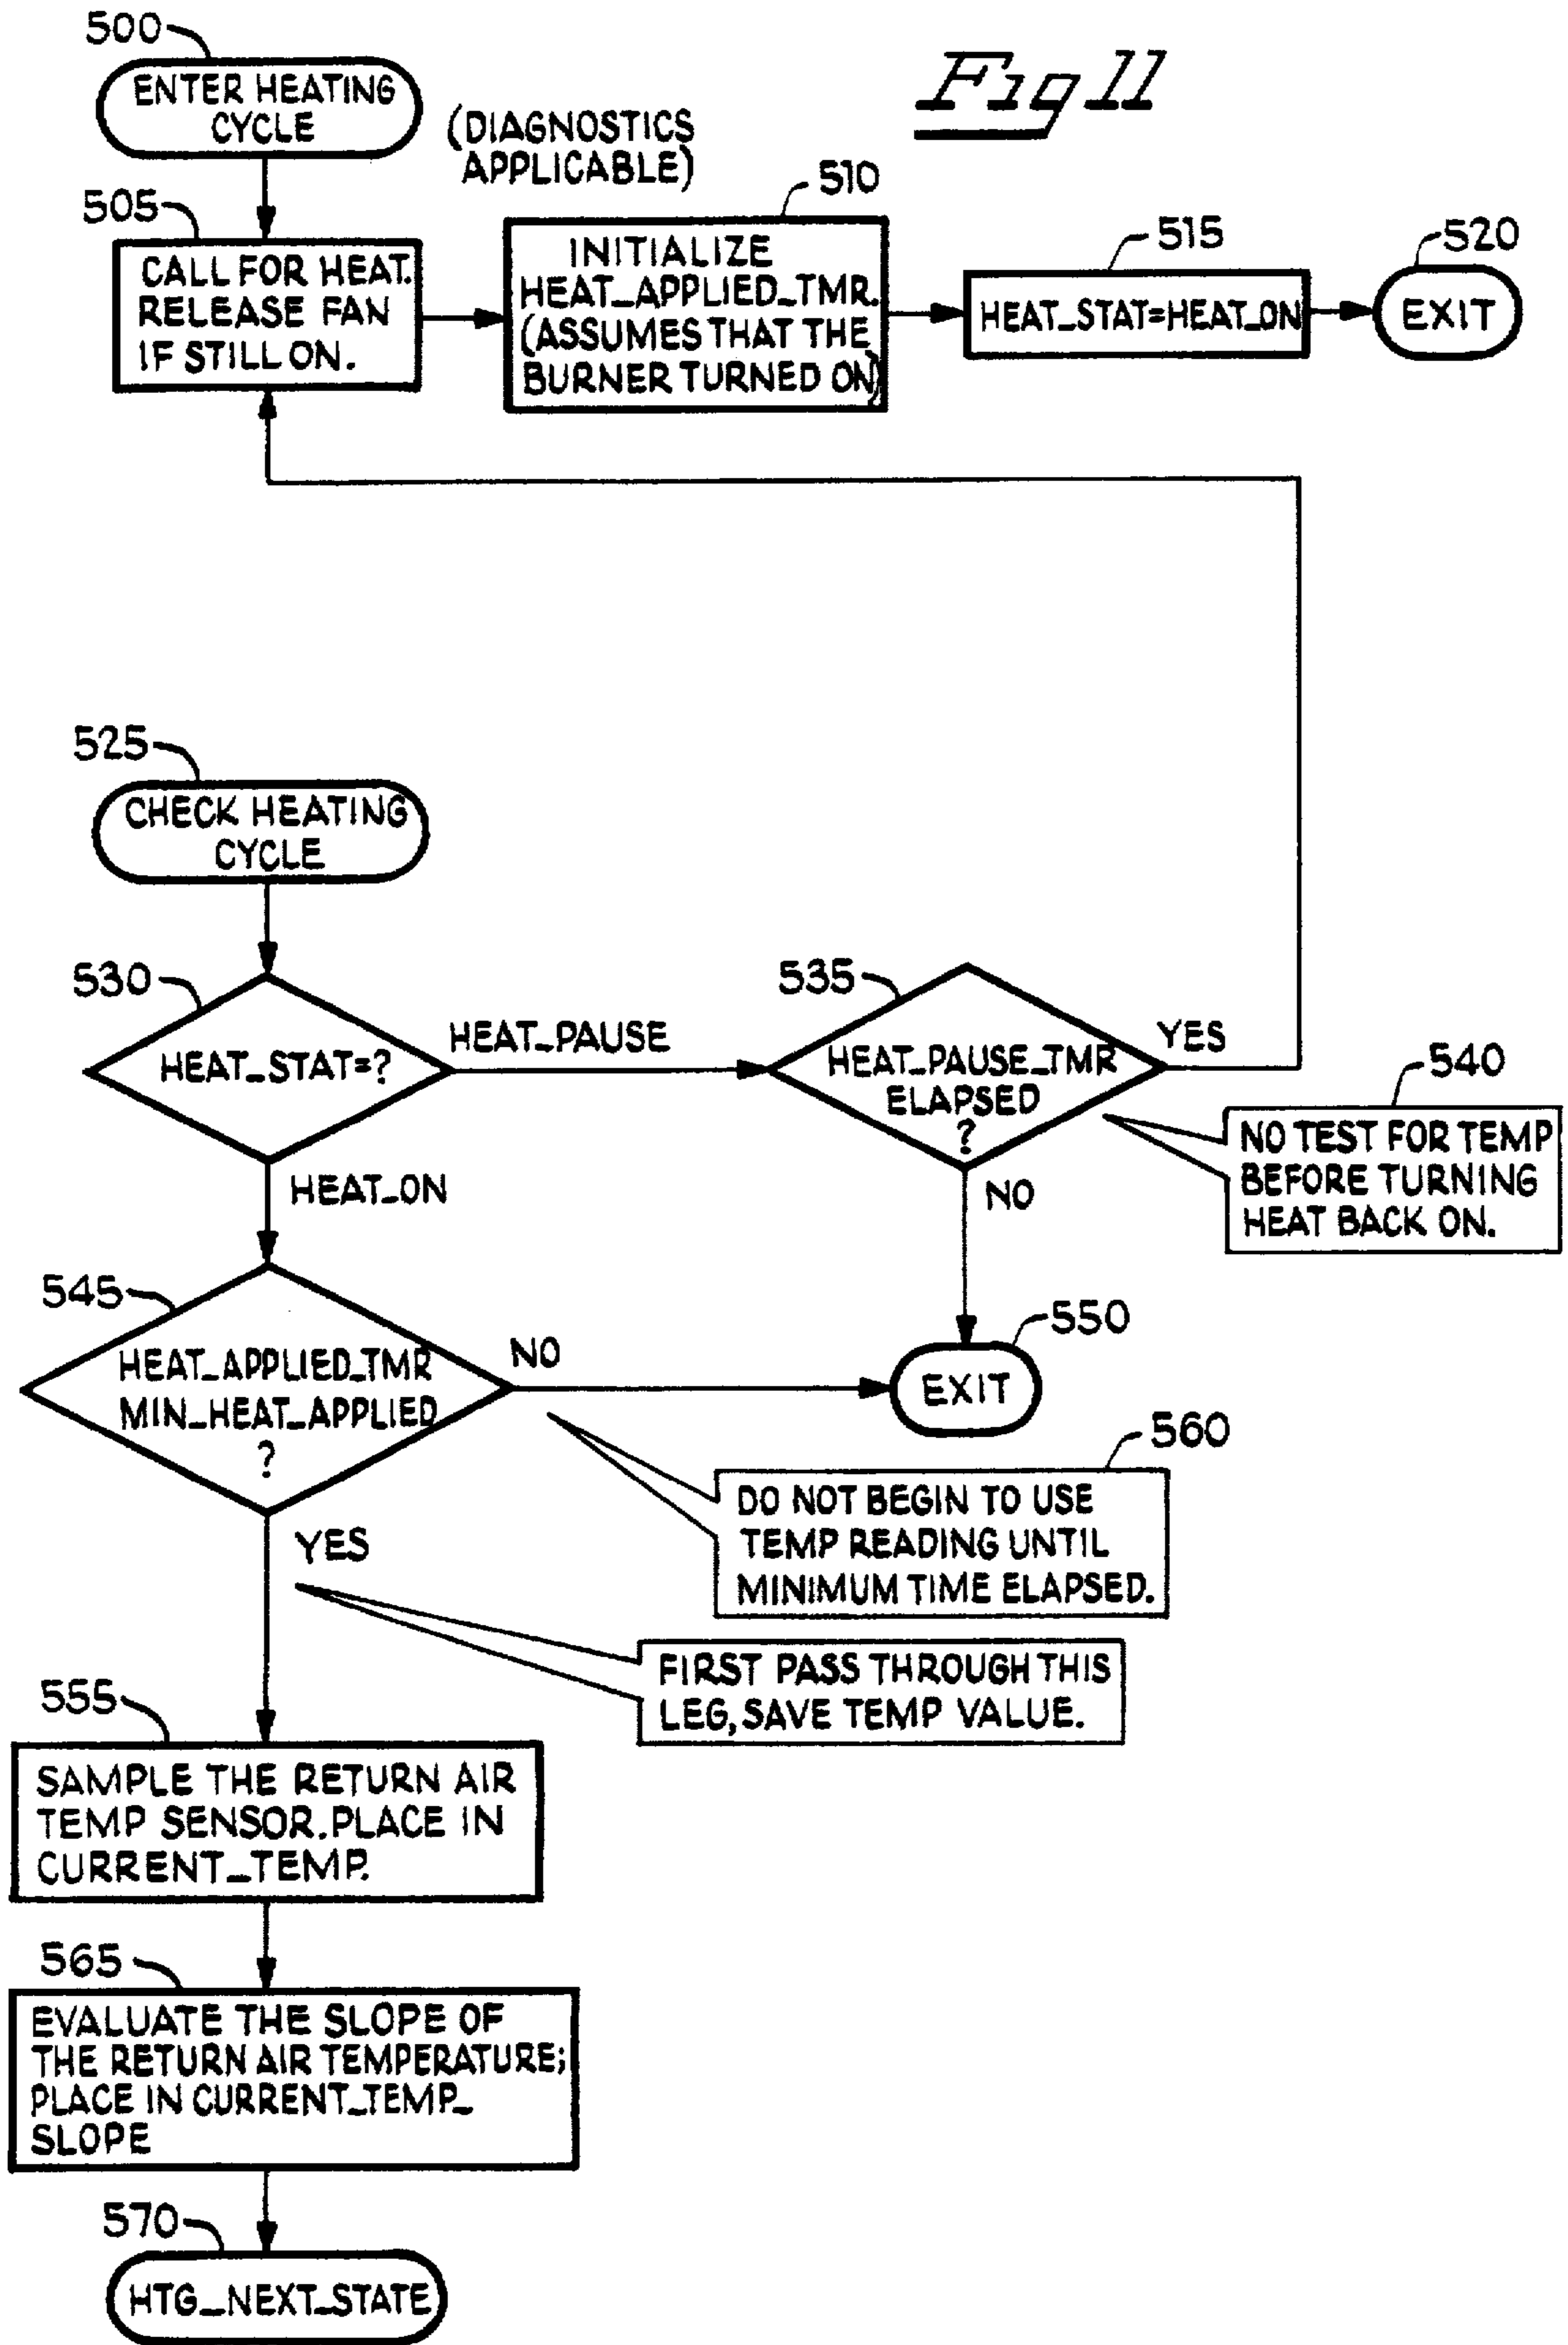 500
ENTER HEATING
CYCLE
(DIAGNOSTICS
APPLICABLE)
Fig 11
505
CALL FOR HEAT.
RELEASE FAN
IF STILL ON.
510
INITIALIZE
HEAT_APPLIED_TMR.
(ASSUMES THAT THE
BURNER TURNED ON)
515
HEAT_STAT=HEAT_ON
520
EXIT
525
CHECK HEATING
CYCLE
530
HEAT_STAT=?
HEAT_PAUSE
535
HEAT_PAUSE_TMR
ELAPSED
?
YES
540
NO TEST FOR TEMP
BEFORE TURNING
HEAT BACK ON.
NO
HEAT_ON
545
HEAT_APPLIED_TMR
MIN_HEAT_APPLIED
?
NO
550
EXIT
560
DO NOT BEGIN TO USE
TEMP READING UNTIL
MINIMUM TIME ELAPSED.
YES
FIRST PASS THROUGH THIS
LEG, SAVE TEMP VALUE.
555
SAMPLE THE RETURN AIR
TEMP SENSOR. PLACE IN
CURRENT_TEMP.
565
EVALUATE THE SLOPE OF
THE RETURN AIR TEMPERATURE;
PLACE IN CURRENT_TEMP_
SLOPE
570
HTG_NEXT_STATE